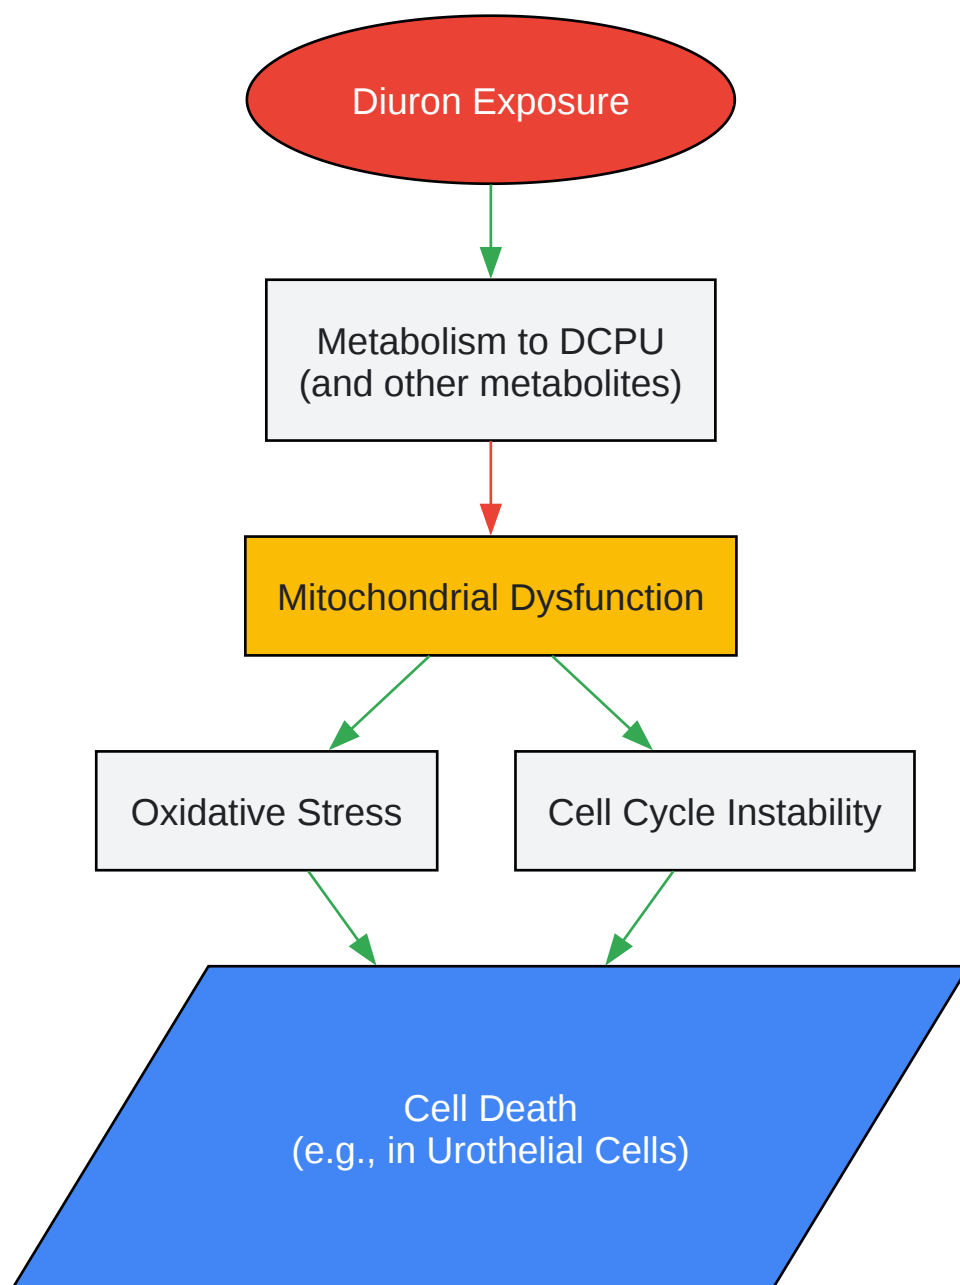 Diuron Exposure
Metabolism to DCPU
(and other metabolites)
Mitochondrial Dysfunction
Oxidative Stress
Cell Cycle Instability
Cell Death
(e.g., in Urothelial Cells)